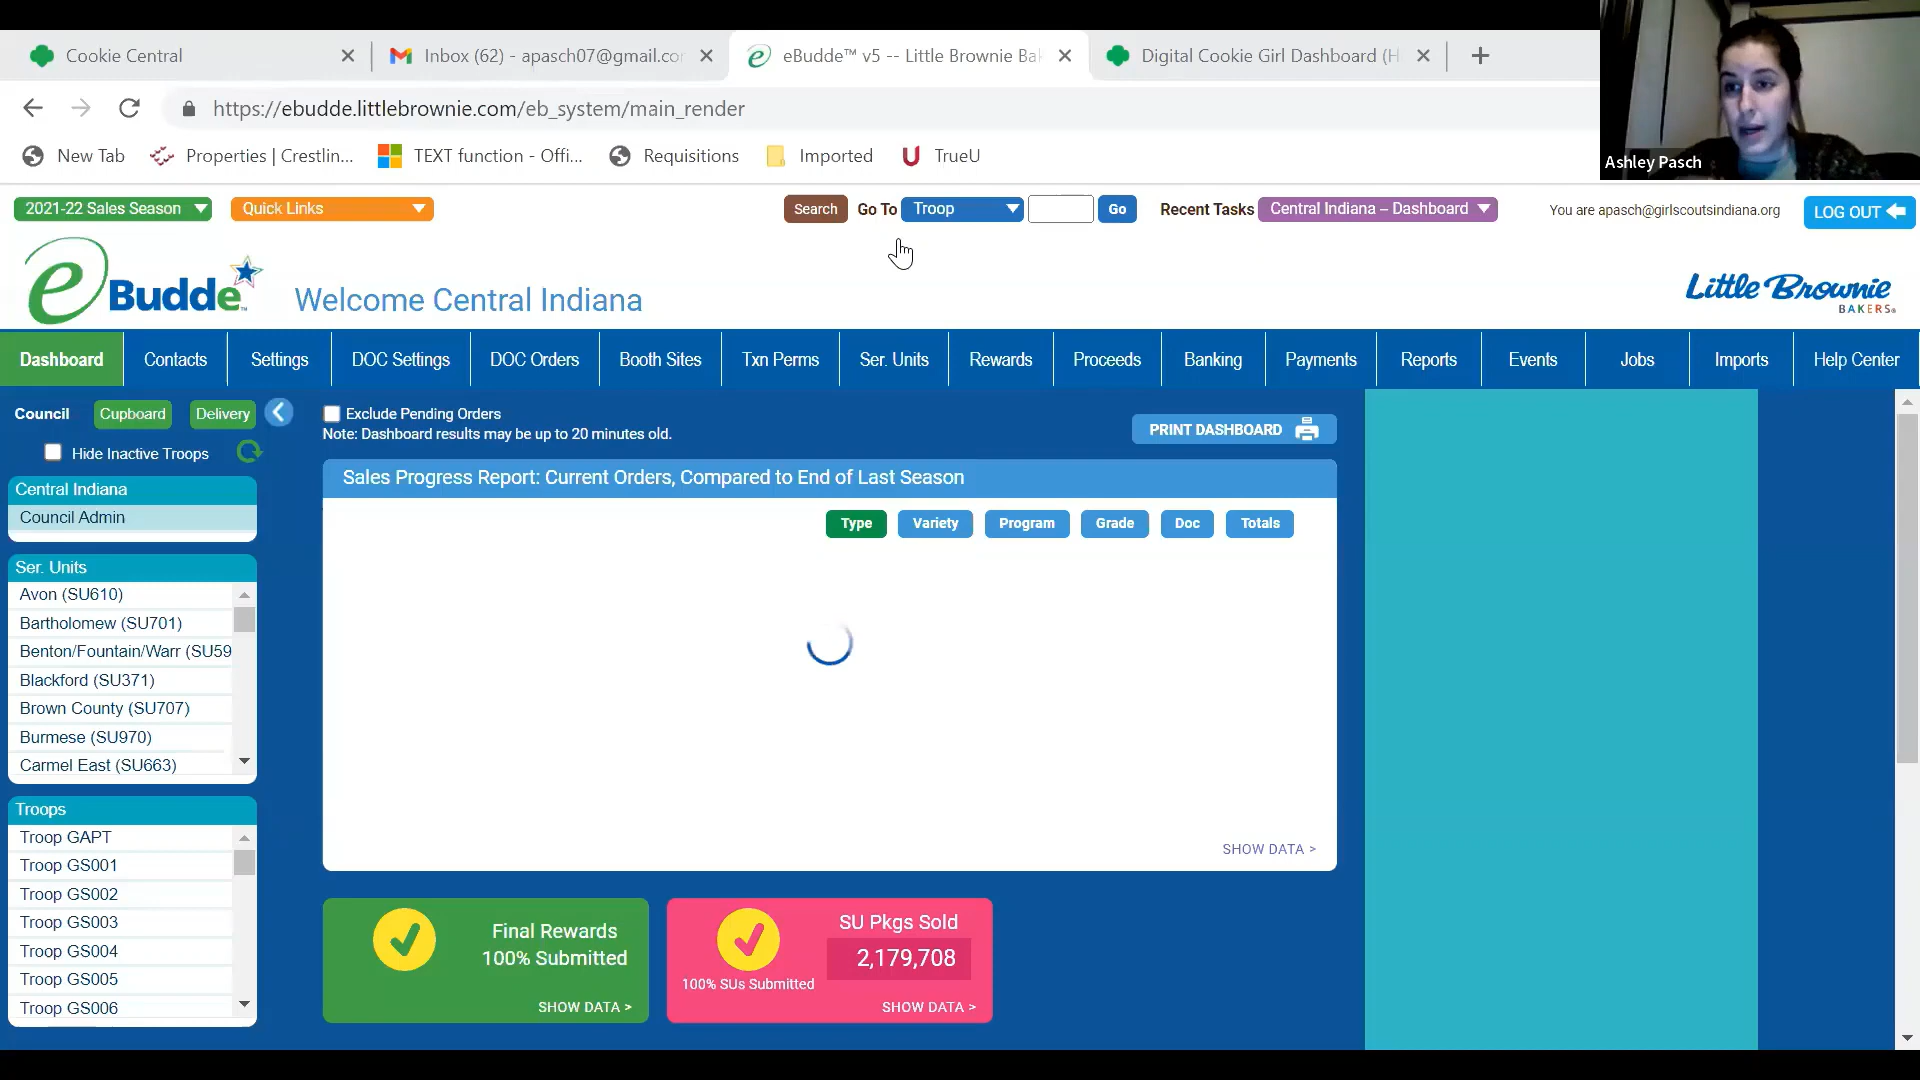 Cookie Central
Inbox (62) - apasch07@gmail.co
eBudde™ v5 -- Little Brownie Ba
Digital Cookie Girl Dashboard (H
https://ebudde.littlebrownie.com/eb_system/main_render
New Tab
Properties | Crestlin...
TEXT function - Offi...
Requisitions
Imported
TrueU
Ashley Pasch
2021-22 Sales Season
Quick Links
Search
Go To
Troop
Go
Recent Tasks
Central Indiana – Dashboard
You are apasch@girlscoutsindiana.org
LOG OUT
eBudde™
Welcome Central Indiana
Little Brownie
BAKERS®
Dashboard
Contacts
Settings
DOC Settings
DOC Orders
Booth Sites
Txn Perms
Ser. Units
Rewards
Proceeds
Banking
Payments
Reports
Events
Jobs
Imports
Help Center
Council
Cupboard
Delivery
Hide Inactive Troops
Central Indiana
Council Admin
Ser. Units
Avon (SU610)
Bartholomew (SU701)
Benton/Fountain/Warr (SU59
Blackford (SU371)
Brown County (SU707)
Burmese (SU970)
Carmel East (SU663)
Troops
Troop GAPT
Troop GS001
Troop GS002
Troop GS003
Troop GS004
Troop GS005
Troop GS006
Exclude Pending Orders
Note: Dashboard results may be up to 20 minutes old.
PRINT DASHBOARD
Sales Progress Report: Current Orders, Compared to End of Last Season
Type
Variety
Program
Grade
Doc
Totals
SHOW DATA >
Final Rewards
100% Submitted
SHOW DATA >
SU Pkgs Sold
2,179,708
100% SUs Submitted
SHOW DATA >